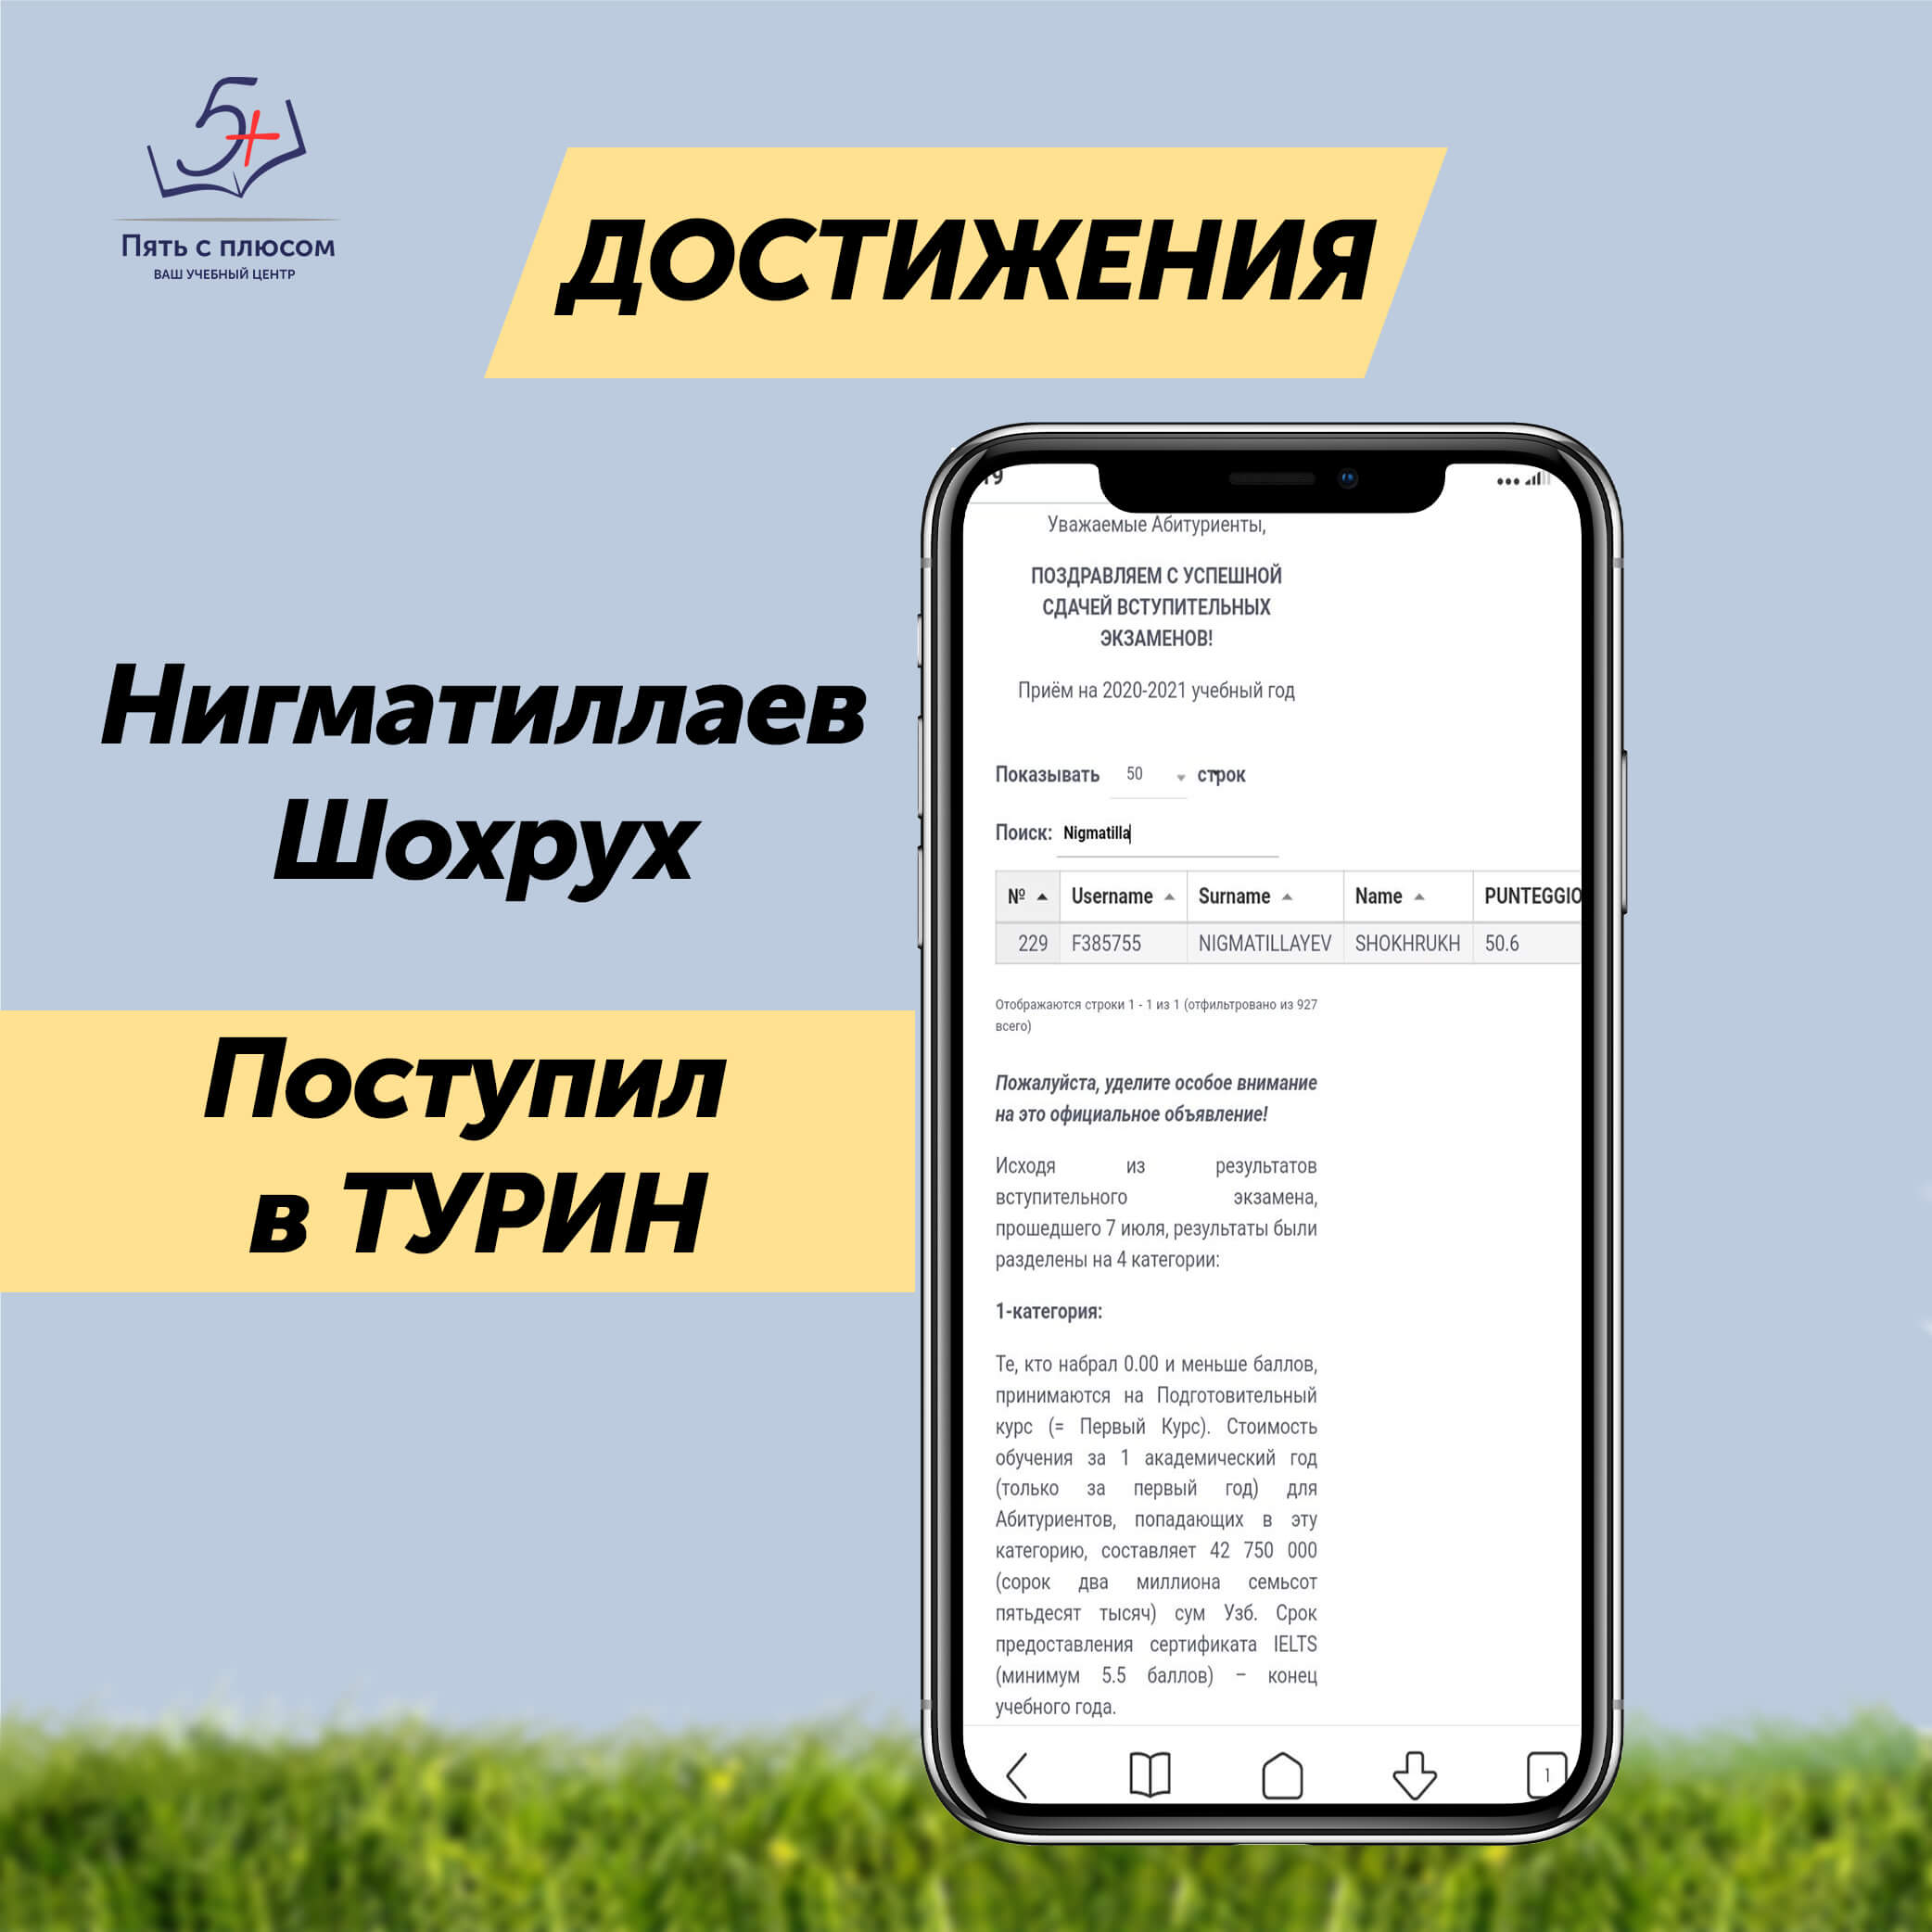 5+
Пять с плюсом
ВАШ УЧЕБНЫЙ ЦЕНТР
ДОСТИЖЕНИЯ
Нигматиллаев
Шохрух
Поступил
в ТУРИН
Уважаемые Абитуриенты,
ПОЗДРАВЛЯЕМ С УСПЕШНОЙ
СДАЧЕЙ ВСТУПИТЕЛЬНЫХ
ЭКЗАМЕНОВ!
Приём на 2020-2021 учебный год
Показывать 50 строк
Поиск: Nigmatilla
№ Username Surname Name PUNTEGGIO
229 F385755 NIGMATILLAYEV SHOKHRUKH 50.6
Отображаются строки 1 - 1 из 1 (отфильтровано из 927
всего)
Пожалуйста, уделите особое внимание
на это официальное объявление!
Исходя из результатов
вступительного экзамена,
прошедшего 7 июля, результаты были
разделены на 4 категории:
1-категория:
Те, кто набрал 0.00 и меньше баллов,
принимаются на Подготовительный
курс (= Первый Курс). Стоимость
обучения за 1 академический год
(только за первый год) для
Абитуриентов, попадающих в эту
категорию, составляет 42 750 000
(сорок два миллиона семьсот
пятьдесят тысяч) сум Узб. Срок
предоставления сертификата IELTS
(минимум 5.5 баллов) – конец
учебного года.
1